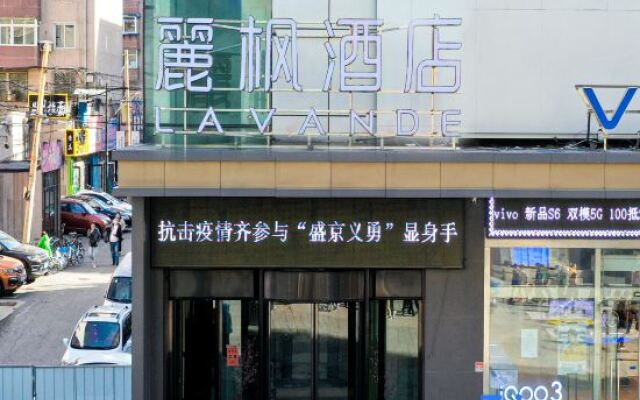 麗枫酒店
LAVANDE
V
抗击疫情齐参与“盛京义勇”显身手
vivo 新品S6 双模5G 100抵
iQOO3